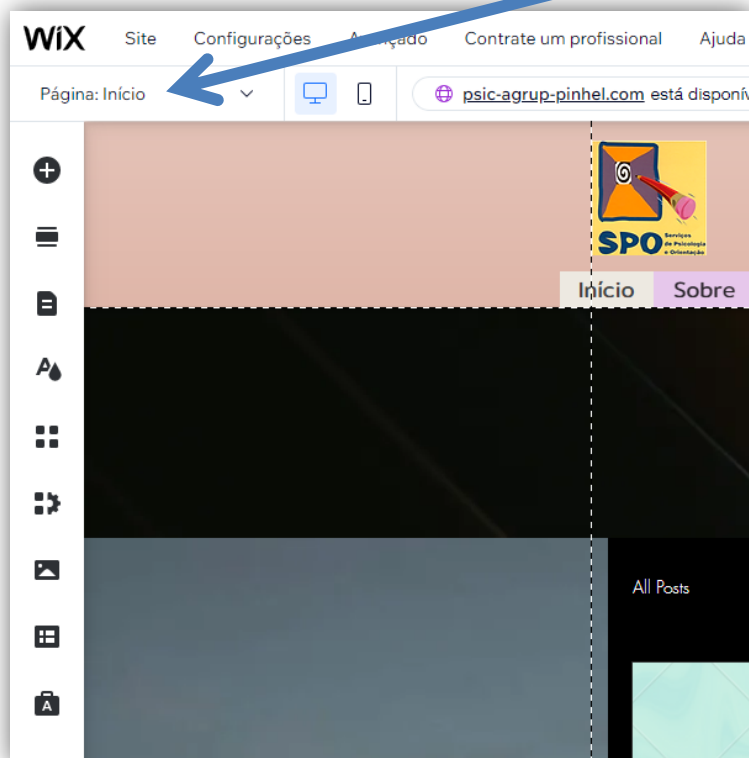 WiX Site Configurações Avançado Contrate um profissional Ajuda
Página: Início psic-agrup-pinhel.com está disponív
SPO Serviços
de Psicologia
e Orientação
Início Sobre
All Posts
A